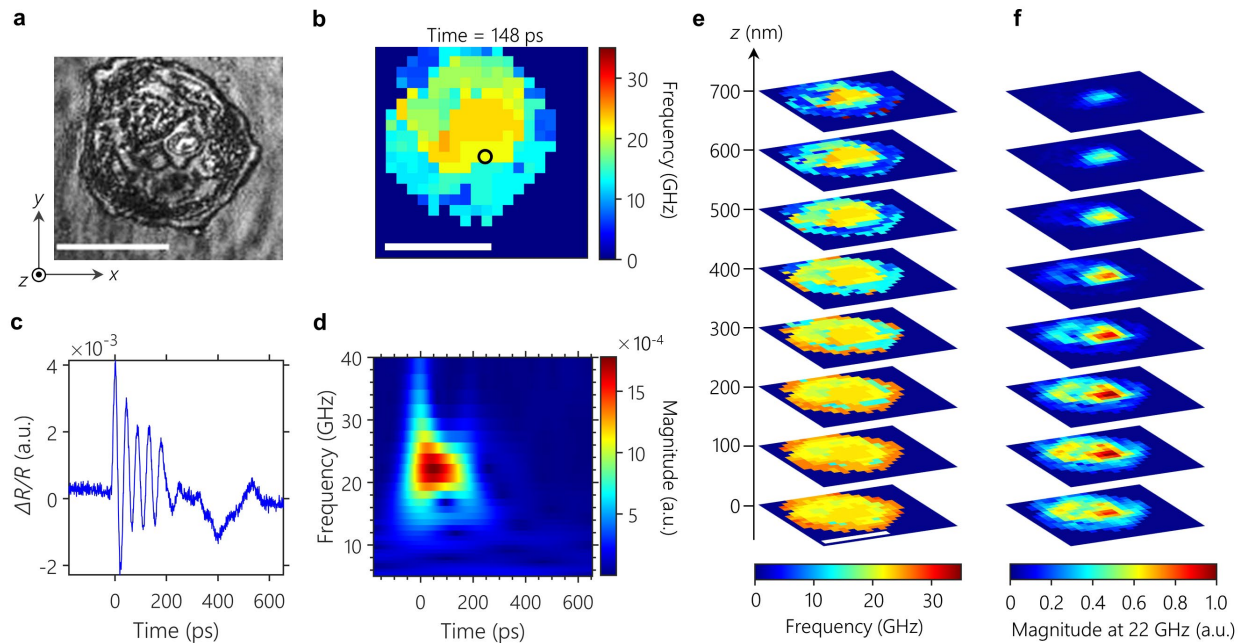 a
y
z
x
b
Time = 148 ps
30
20
10
0
Frequency (GHz)
c
×10⁻³
4
2
0
-2
ΔR/R (a.u.)
0 200 400 600
Time (ps)
d
40
30
20
10
Frequency (GHz)
0 200 400 600
Time (ps)
×10⁻⁴
15
10
5
Magnitude (a.u.)
e
z (nm)
700
600
500
400
300
200
100
0
0 10 20 30
Frequency (GHz)
f
0 0.2 0.4 0.6 0.8 1.0
Magnitude at 22 GHz (a.u.)